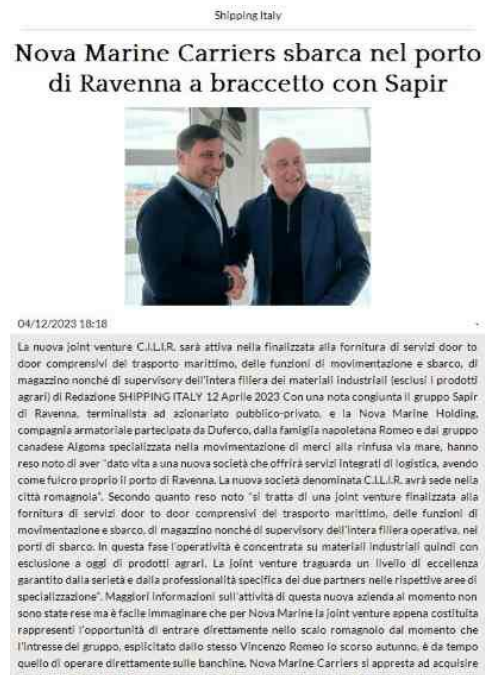 Shipping Italy
Nova Marine Carriers sbarca nel porto
di Ravenna a braccetto con Sapir
04/12/2023 18:18
La nuova joint venture C.I.L.I.R. sarà attiva nella finalizzata alla fornitura di servizi door to
door comprensivi del trasporto marittimo, delle funzioni di movimentazione e sbarco, di
magazzino nonché di supervisory dell'intera filiera dei materiali industriali (esclusi i prodotti
agrari) di Redazione SHIPPING ITALY 12 Aprile 2023 Con una nota congiunta il gruppo Sapir
di Ravenna, terminalista ad azionariato pubblico-privato, e la Nova Marine Holding,
compagnia armatoriale partecipata da Duferco, dalla famiglia napoletana Romeo e dal gruppo
canadese Algoma specializzata nella movimentazione di merci alla rinfusa via mare, hanno
reso noto di aver "dato vita a una nuova società che offrirà servizi integrati di logistica, avendo
come fulcro proprio il porto di Ravenna. La nuova società denominata C.I.L.I.R. avrà sede nella
città romagnola". Secondo quanto reso noto "si tratta di una joint venture finalizzata alla
fornitura di servizi door to door comprensivi del trasporto marittimo, delle funzioni di
movimentazione e sbarco, di magazzino nonché di supervisory dell'intera filiera operativa, nei
porti di sbarco. In questa fase l'operatività è concentrata su materiali industriali quindi con
esclusione a oggi di prodotti agrari. La joint venture traguarda un livello di eccellenza
garantito dalla serietà e dalla professionalità specifica dei due partners nelle rispettive aree di
specializzazione". Maggiori informazioni sull'attività di questa nuova azienda al momento non
sono state rese ma è facile immaginare che per Nova Marine la joint venture appena costituita
rappresenti l'opportunità di entrare direttamente nello scalo romagnolo dal momento che
l'intresse del gruppo, esplicitato dallo stesso Vincenzo Romeo lo scorso autunno, è da tempo
quello di operare direttamente sulle banchine. Nova Marine Carriers si appresta ad acquisire